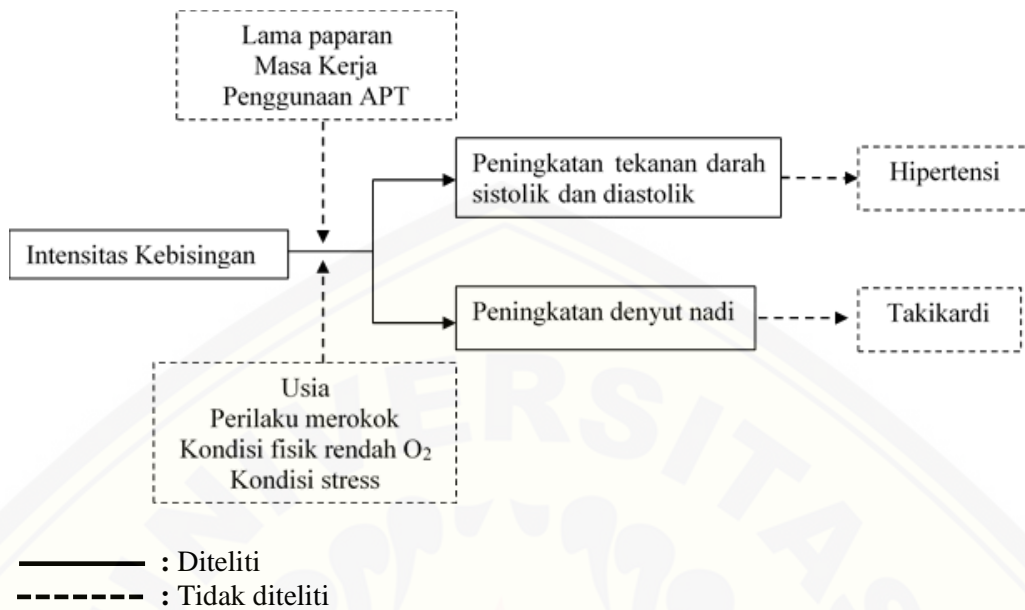 Lama paparan
Masa Kerja
Penggunaan APT
Peningkatan tekanan darah
sistolik dan diastolik
Hipertensi
Intensitas Kebisingan
Peningkatan denyut nadi
Takikardi
Usia
Perilaku merokok
Kondisi fisik rendah O₂
Kondisi stress
UNIVERSITAS
: Diteliti
: Tidak diteliti